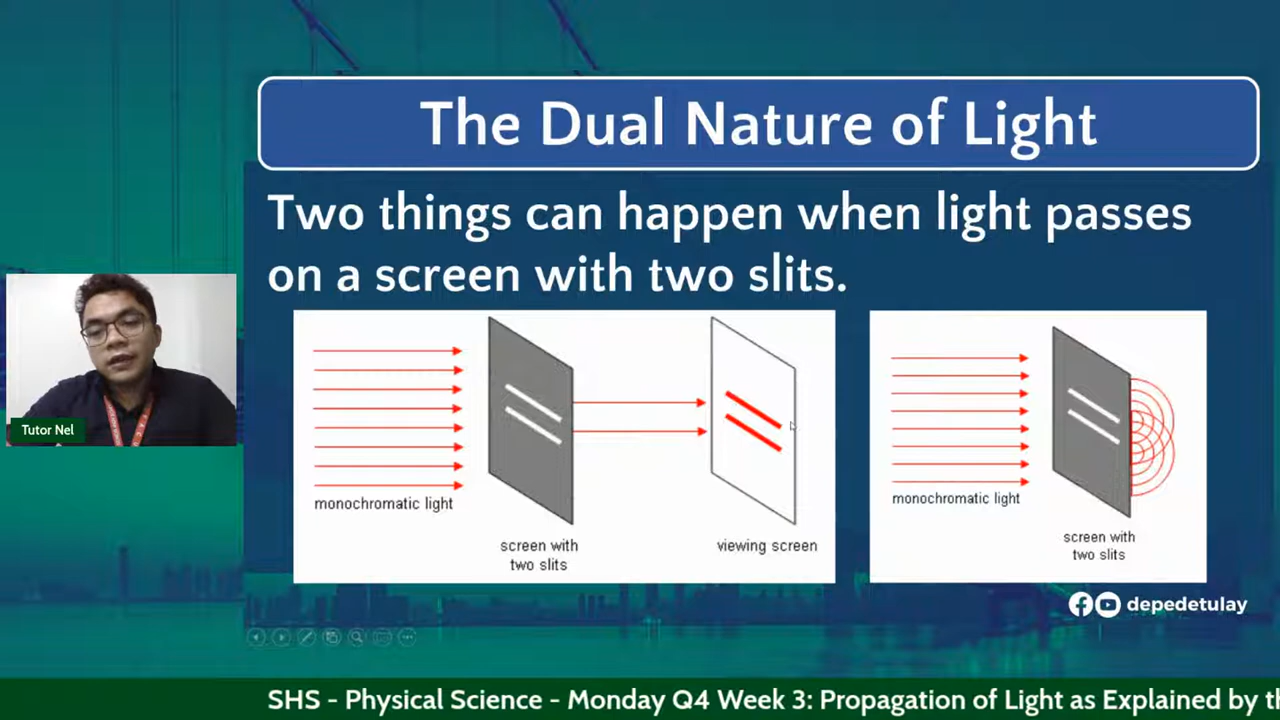 The Dual Nature of Light
Two things can happen when light passes
on a screen with two slits.
Tutor Nel
monochromatic light
screen with
two slits
viewing screen
monochromatic light
screen with
two slits
depedetulay
SHS - Physical Science - Monday Q4 Week 3: Propagation of Light as Explained by th